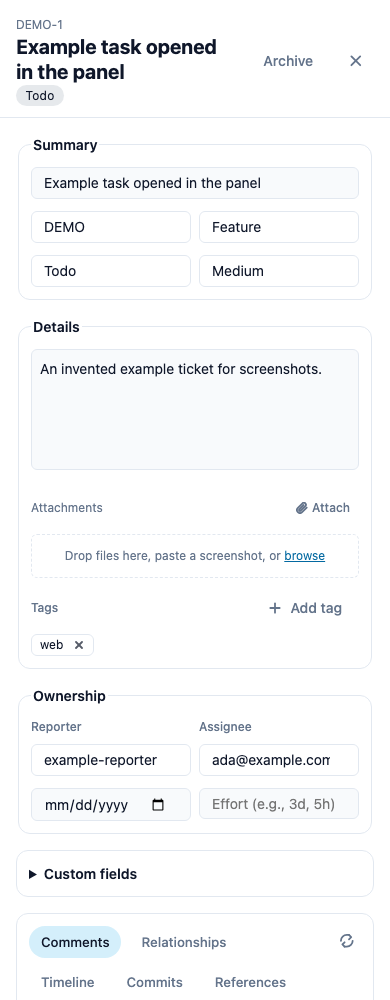 DEMO-1
Example task opened
in the panel
Archive
Todo
Summary
Example task opened in the panel
DEMO
Feature
Todo
Medium
Details
An invented example ticket for screenshots.
Attachments
Attach
Drop files here, paste a screenshot, or browse
Tags
Add tag
web
Ownership
Reporter
Assignee
example-reporter
ada@example.com
mm/dd/yyyy
Effort (e.g., 3d, 5h)
Custom fields
Comments
Relationships
Timeline
Commits
References